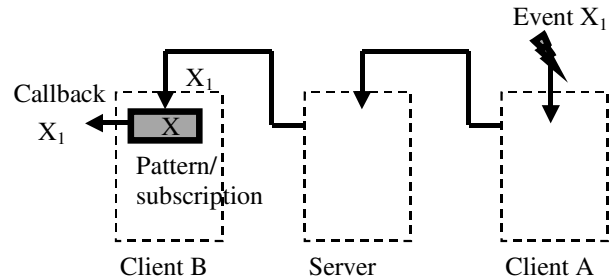 Event X1
X1
Callback
X1
X
Pattern/
subscription
Client B
Server
Client A